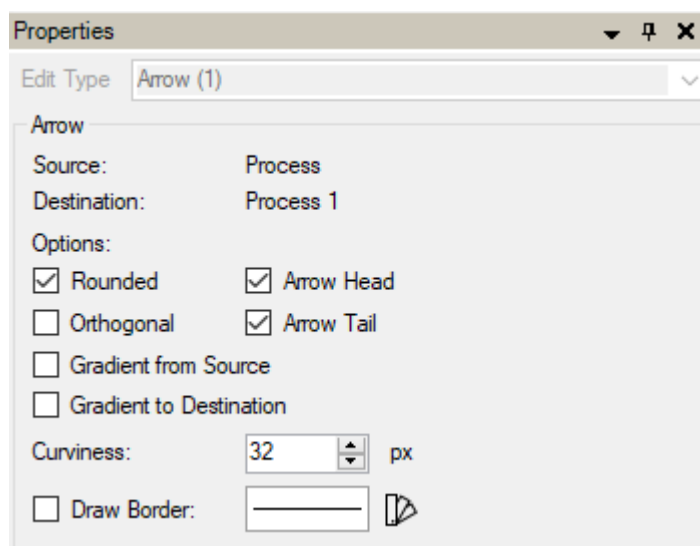 Properties
Edit Type Arrow (1)
Arrow
Source: Process
Destination: Process 1
Options:
Rounded Arrow Head
Orthogonal Arrow Tail
Gradient from Source
Gradient to Destination
Curviness: 32 px
Draw Border: